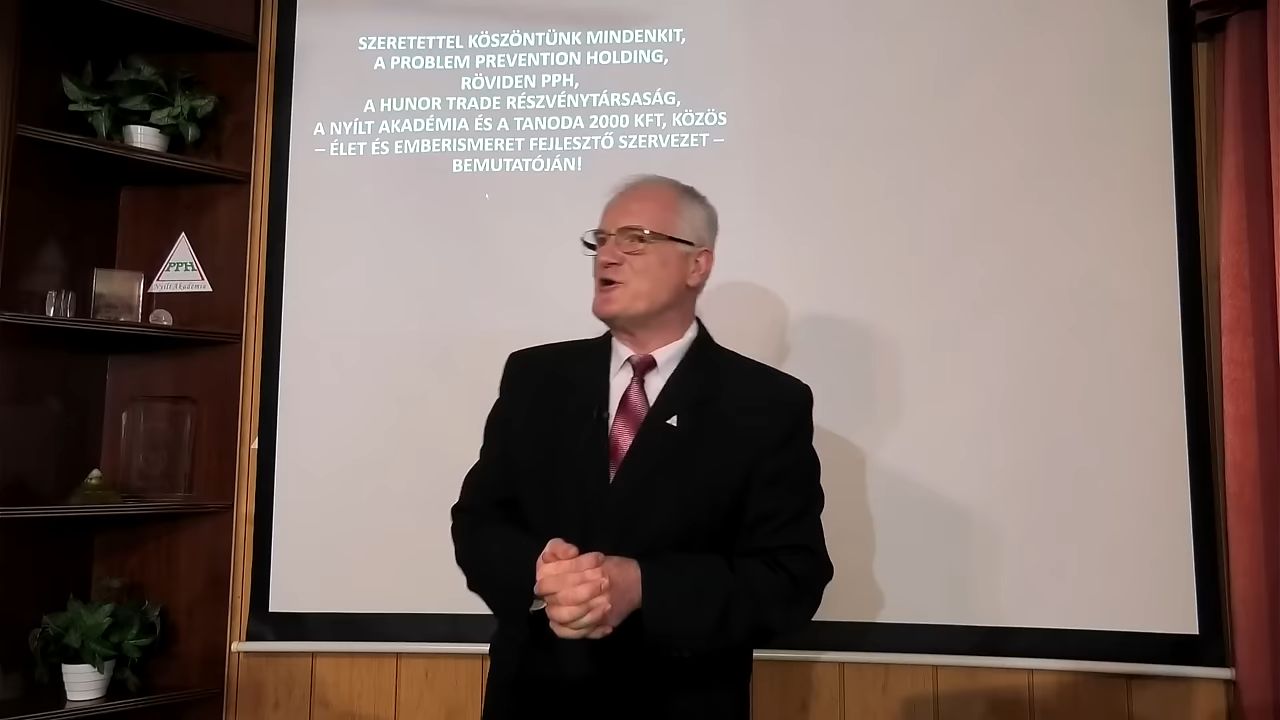 SZERETETTEL KÖSZÖNTÜNK MINDENKIT,
A PROBLEM PREVENTION HOLDING,
RÖVIDEN PPH,
A HUNOR TRADE RÉSZVÉNYTÁRSASÁG,
A NYÍLT AKADÉMIA ÉS A TANODA 2000 KFT, KÖZÖS
– ÉLET ÉS EMBERISMERET FEJLESZTŐ SZERVEZET –
BEMUTATÓJÁN!
PPH
Nyílt Akadémia